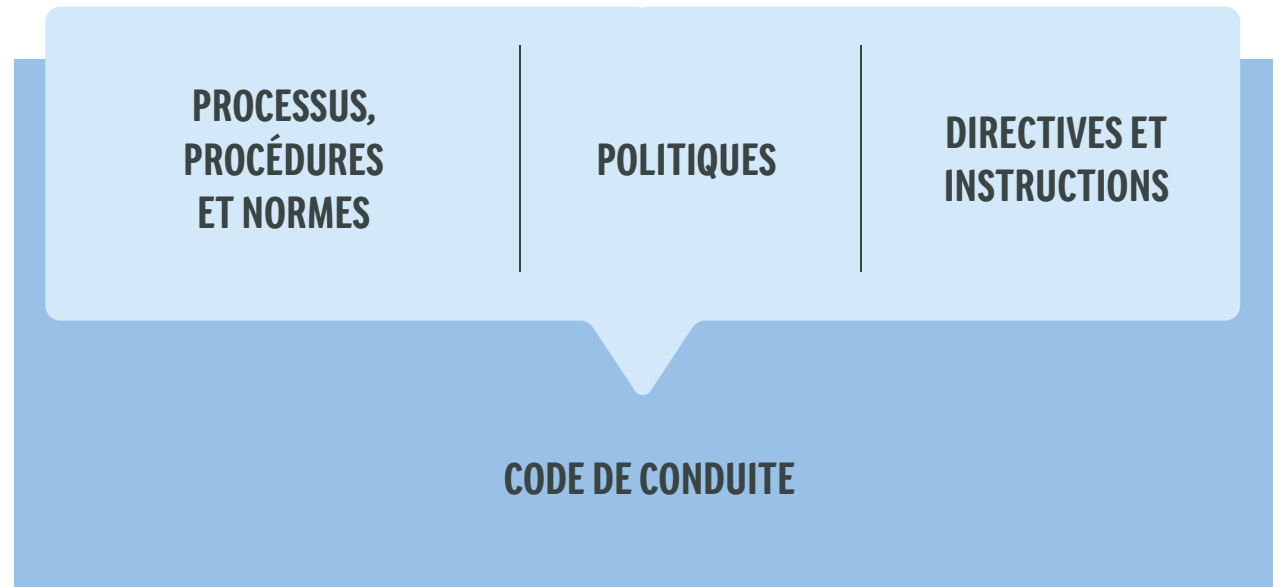 PROCESSUS,
PROCÉDURES
ET NORMES
POLITIQUES
DIRECTIVES ET
INSTRUCTIONS
CODE DE CONDUITE